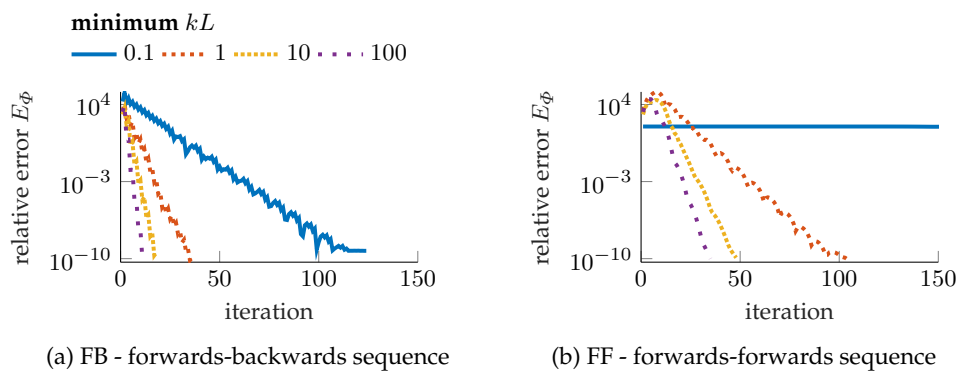 minimum kL
0.1 1 10 100
relative error E_Φ
10^4
10^−3
10^−10
0 50 100 150
iteration
(a) FB - forwards-backwards sequence
relative error E_Φ
10^4
10^−3
10^−10
0 50 100 150
iteration
(b) FF - forwards-forwards sequence